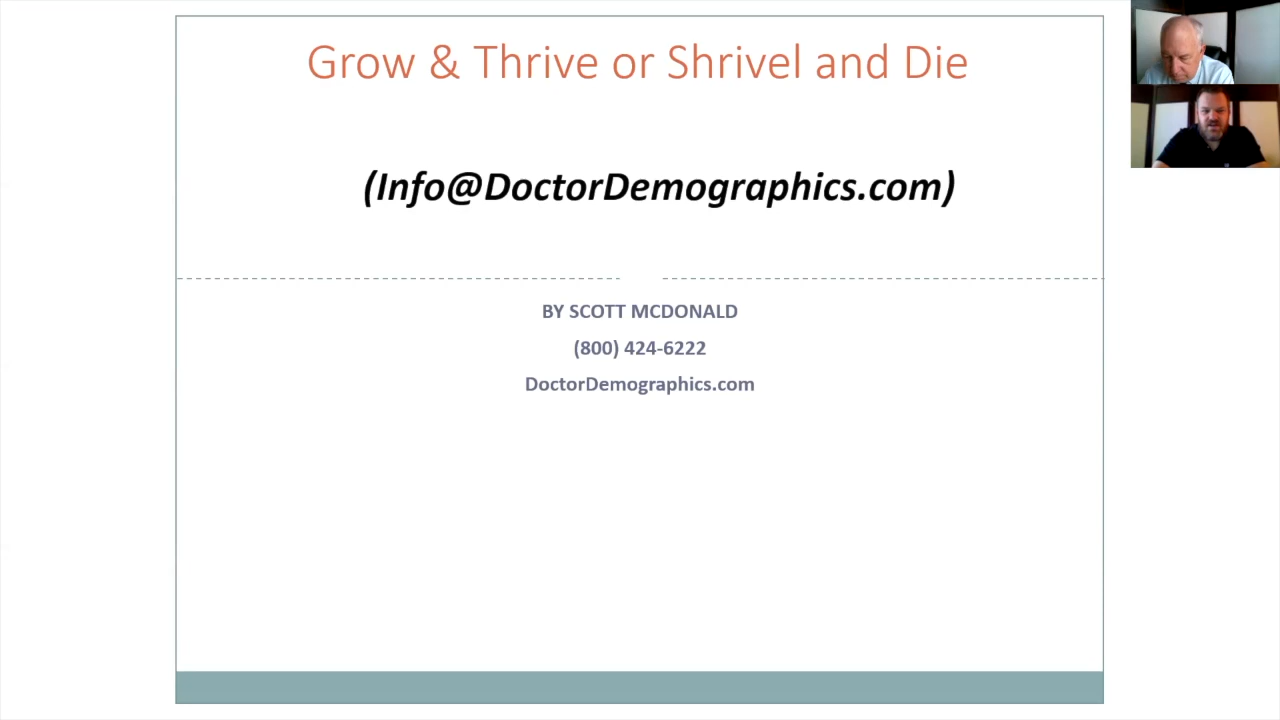 Grow & Thrive or Shrivel and Die
(Info@DoctorDemographics.com)
BY SCOTT MCDONALD
(800) 424-6222
DoctorDemographics.com